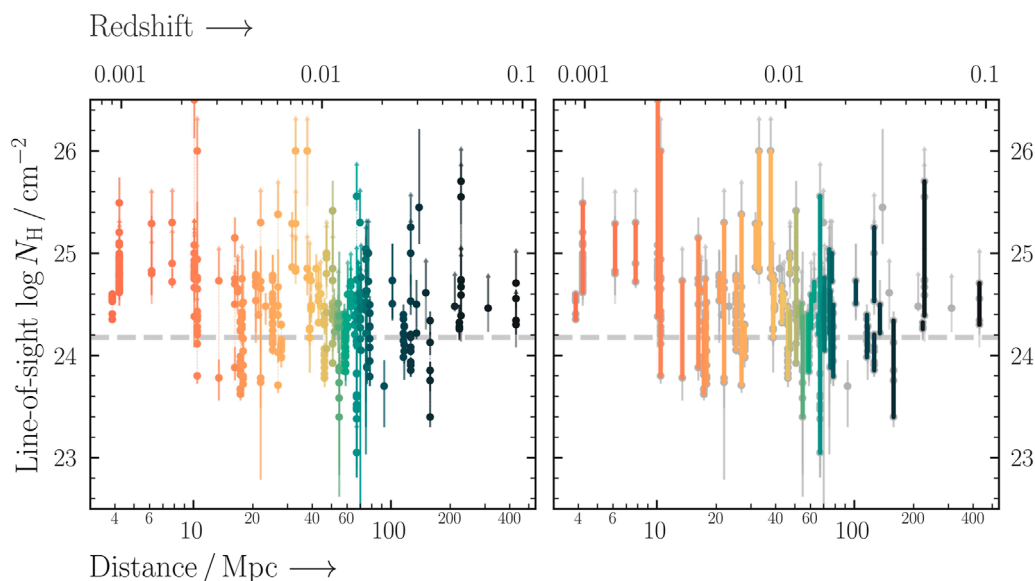 Redshift →
0.001 0.01 0.1 0.001 0.01 0.1
Line-of-sight log N_H / cm⁻²
26 26
25 25
24 24
23 23
4 6 10 20 40 60 100 200 400 4 6 10 20 40 60 100 200 400
Distance / Mpc →